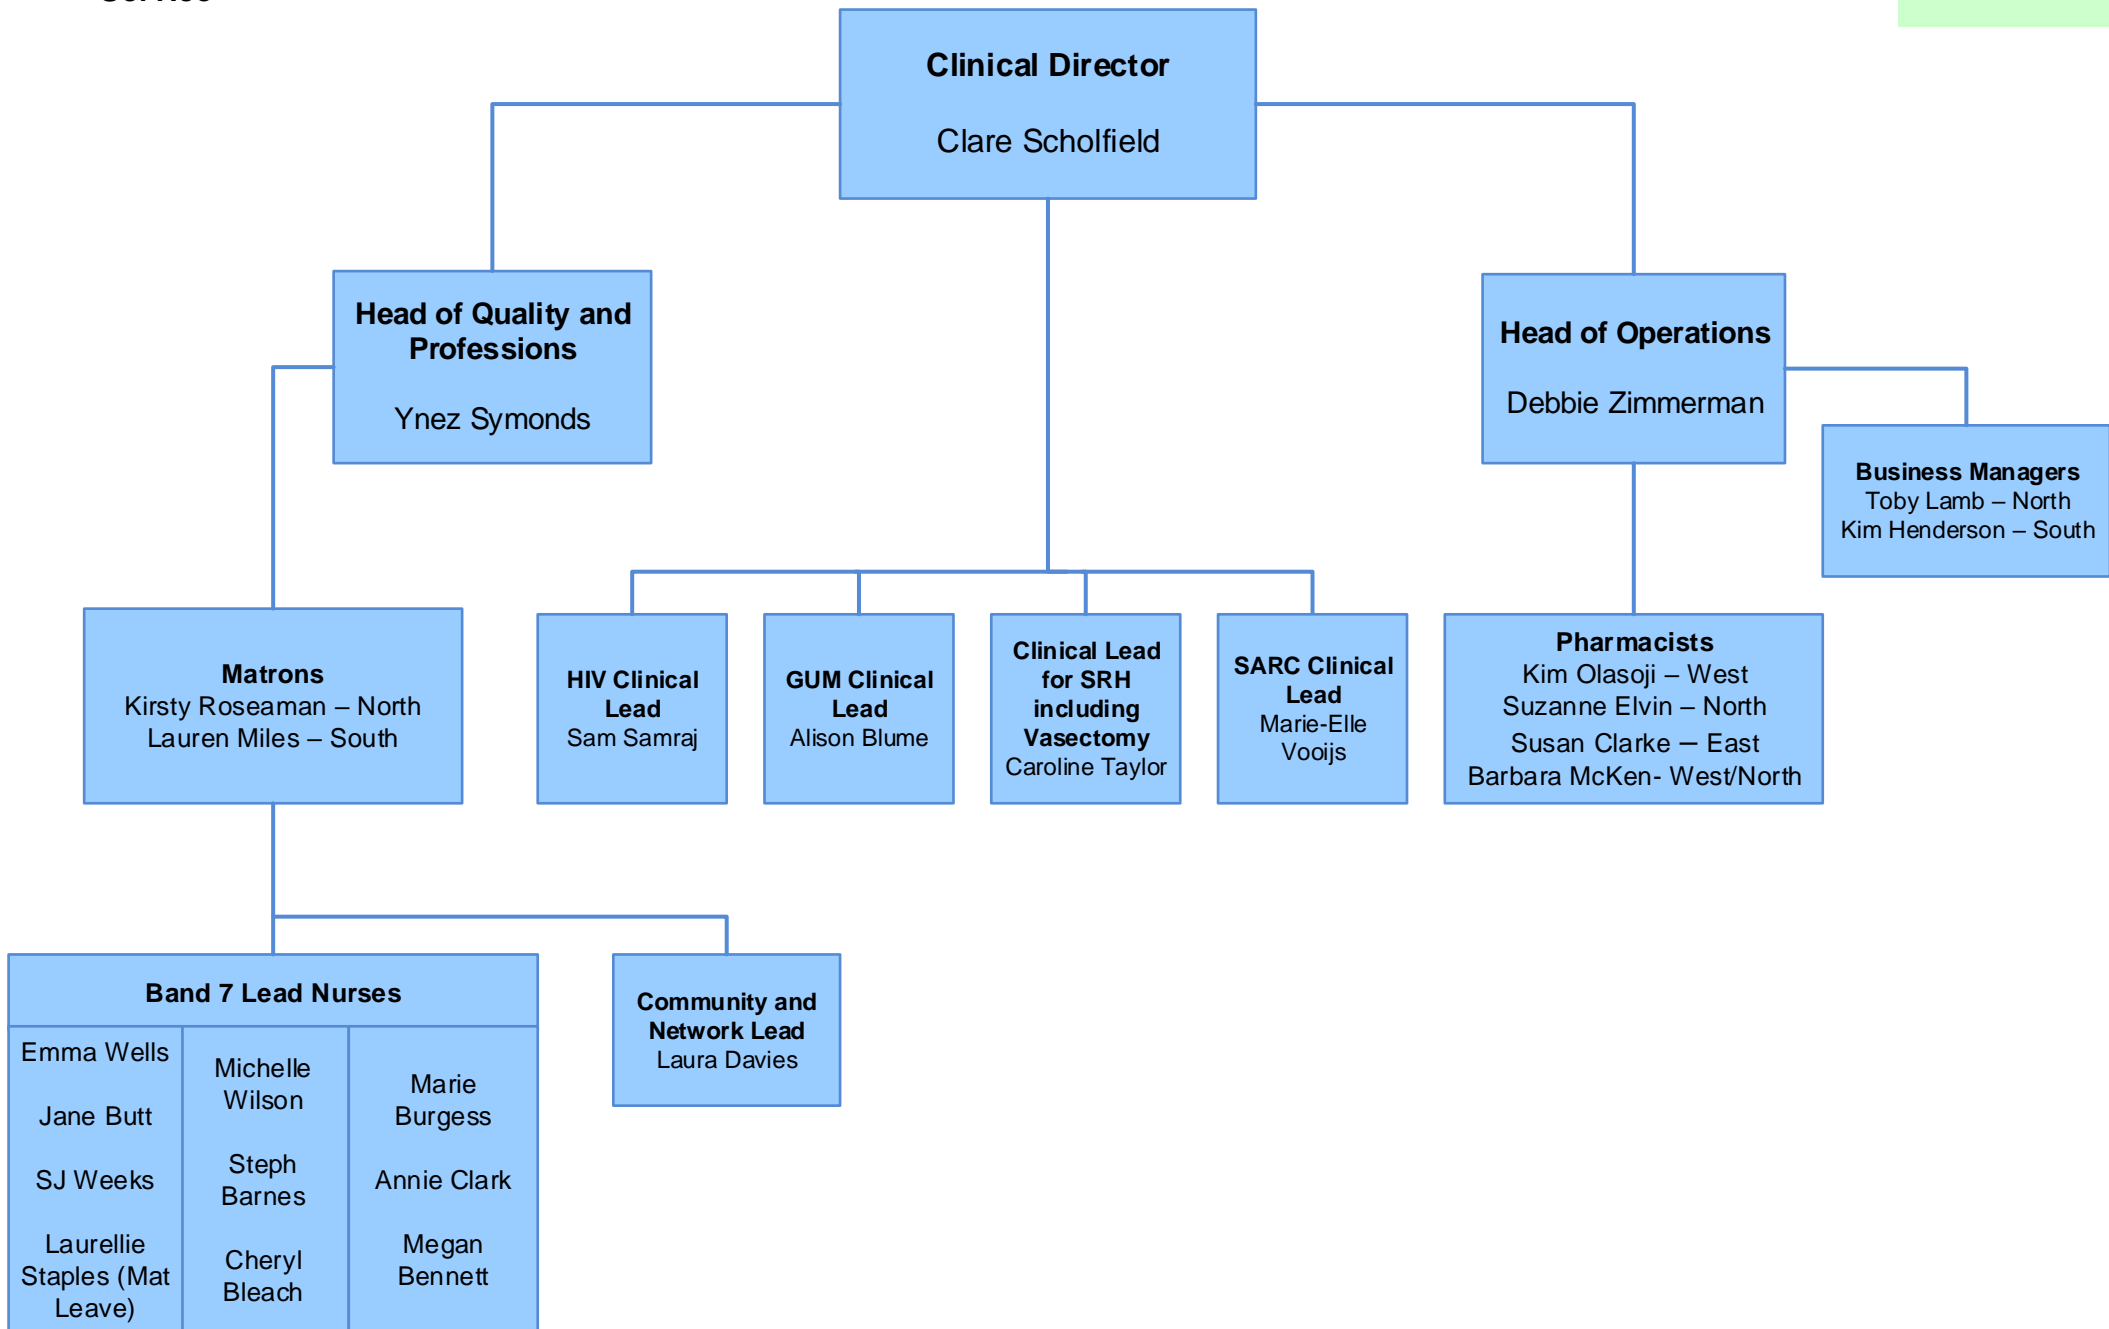 Clinical Director
Clare Scholfield
Head of Quality and
Professions
Ynez Symonds
Head of Operations
Debbie Zimmerman
Business Managers
Toby Lamb – North
Kim Henderson – South
Matrons
Kirsty Roseaman – North
Lauren Miles – South
HIV Clinical
Lead
Sam Samraj
GUM Clinical
Lead
Alison Blume
Clinical Lead
for SRH
including
Vasectomy
Caroline Taylor
SARC Clinical
Lead
Marie-Elle
Vooijs
Pharmacists
Kim Olasoji – West
Suzanne Elvin – North
Susan Clarke – East
Barbara McKen- West/North
Band 7 Lead Nurses
Emma Wells
Jane Butt
SJ Weeks
Laurellie
Staples (Mat
Leave)
Michelle
Wilson
Steph
Barnes
Cheryl
Bleach
Marie
Burgess
Annie Clark
Megan
Bennett
Community and
Network Lead
Laura Davies